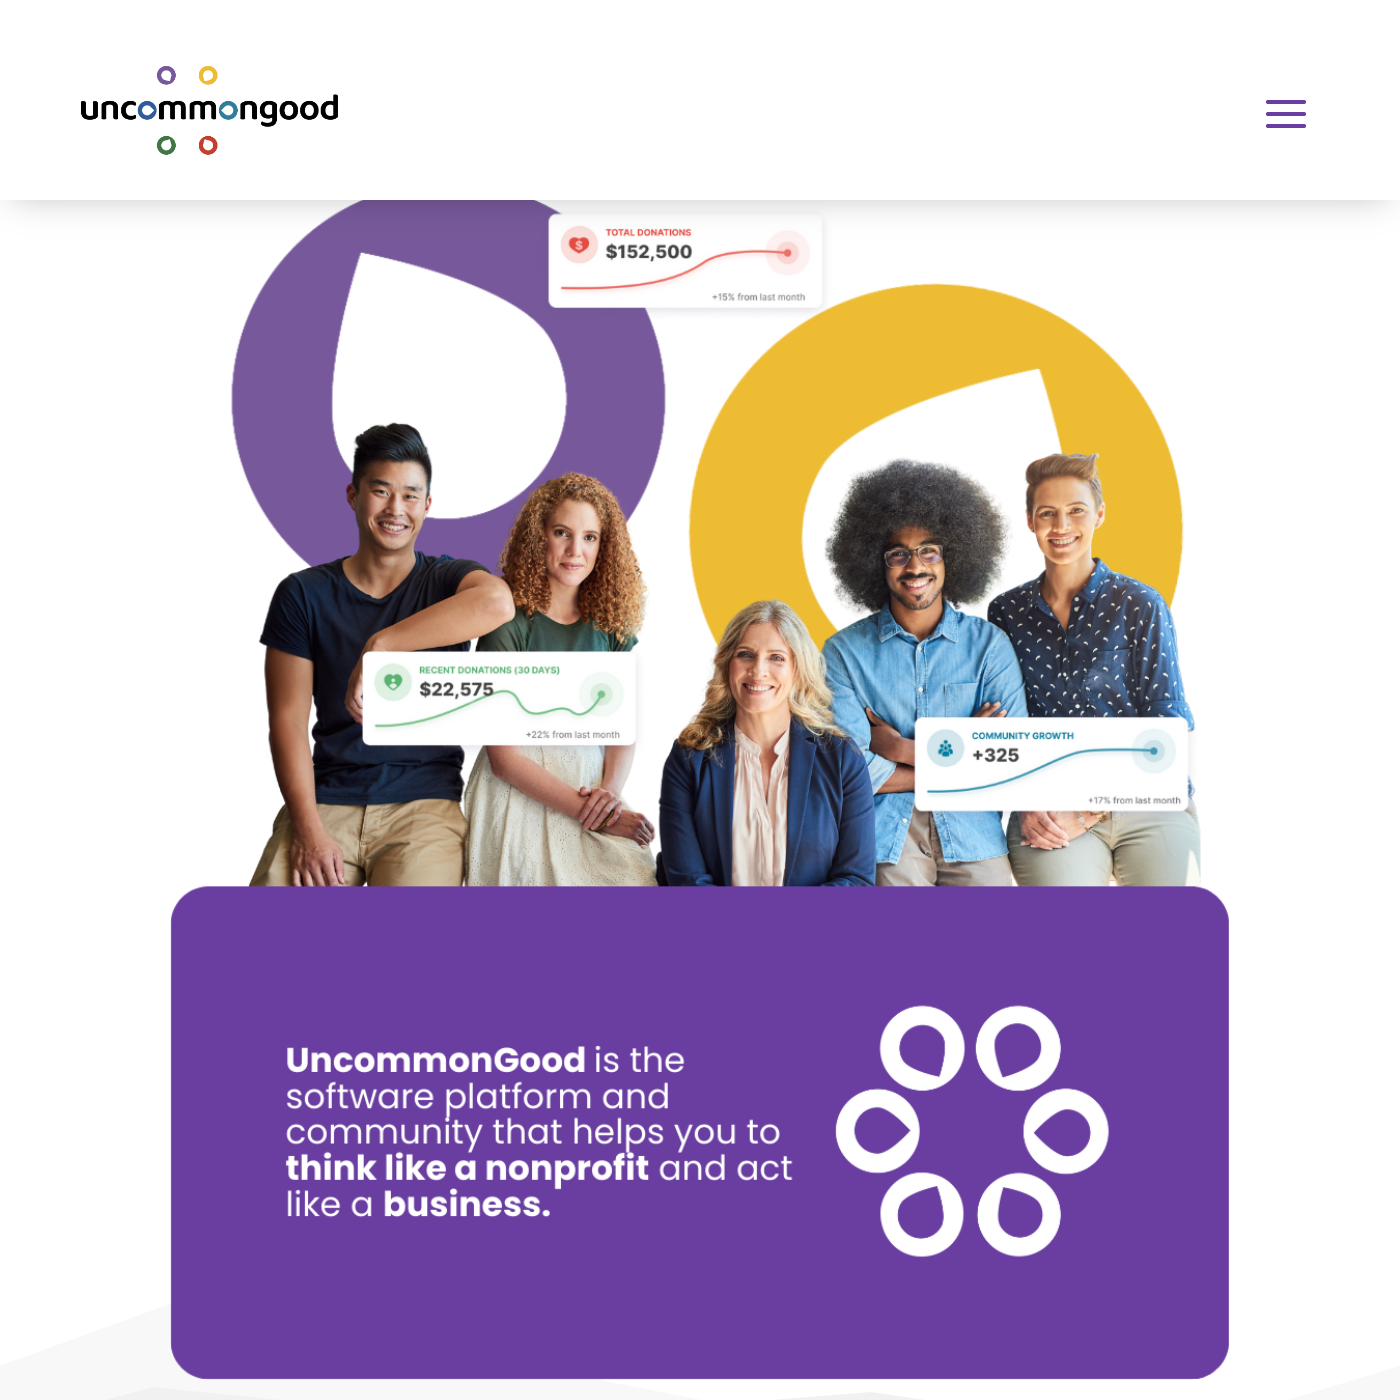 uncommongood
TOTAL DONATIONS
$152,500
+15% from last month
RECENT DONATIONS (30 DAYS)
$22,575
+22% from last month
COMMUNITY GROWTH
+325
+17% from last month
UncommonGood is the
software platform and
community that helps you to
think like a nonprofit and act
like a business.